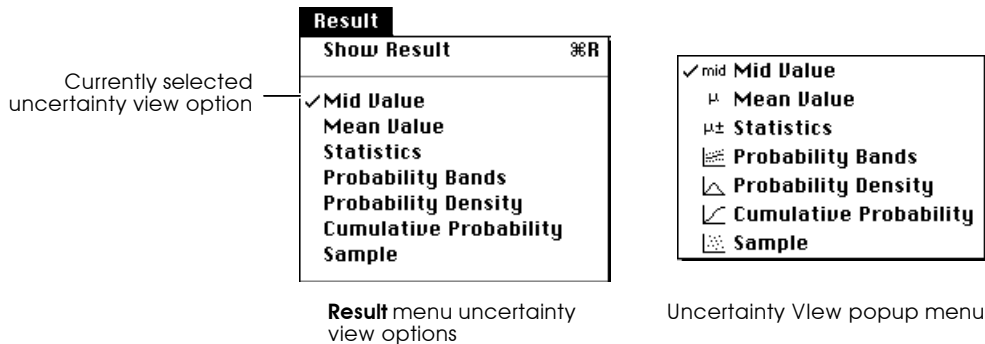 Result
Show Result ⌘R
Currently selected
uncertainty view option
✓Mid Value
Mean Value
Statistics
Probability Bands
Probability Density
Cumulative Probability
Sample
Result menu uncertainty
view options
✓ mid Mid Value
µ Mean Value
µ± Statistics
Probability Bands
Probability Density
Cumulative Probability
Sample
Uncertainty VIew popup menu